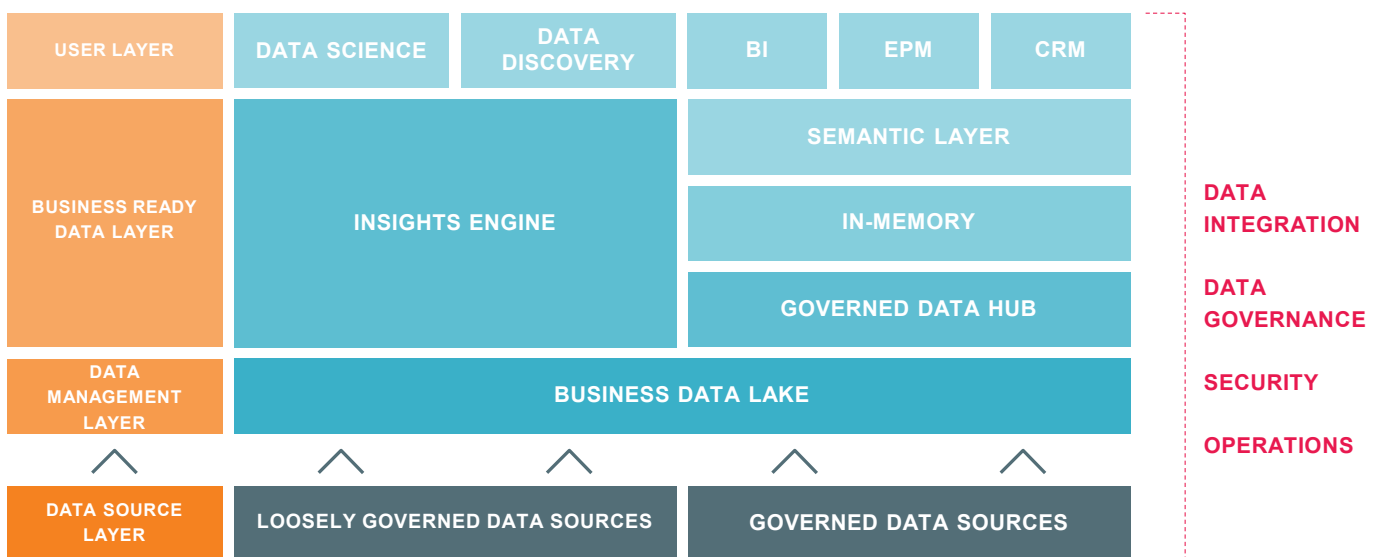 USER LAYER
DATA SCIENCE
DATA
DISCOVERY
BI
EPM
CRM
BUSINESS READY
DATA LAYER
INSIGHTS ENGINE
SEMANTIC LAYER
IN-MEMORY
GOVERNED DATA HUB
DATA
MANAGEMENT
LAYER
BUSINESS DATA LAKE
DATA SOURCE
LAYER
LOOSELY GOVERNED DATA SOURCES
GOVERNED DATA SOURCES
DATA
INTEGRATION
DATA
GOVERNANCE
SECURITY
OPERATIONS